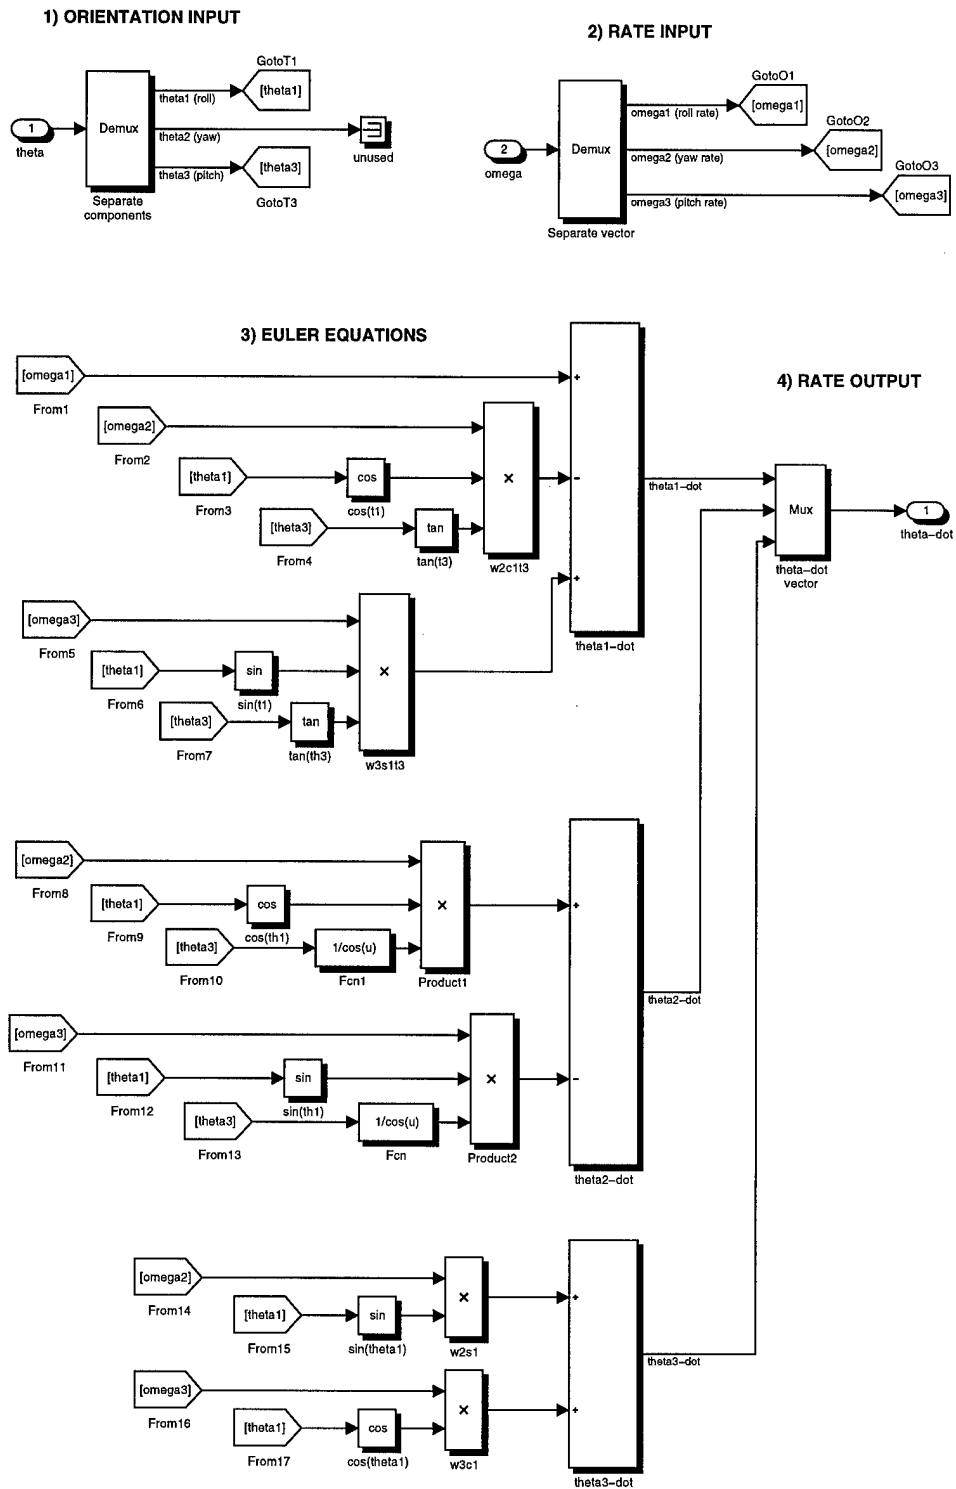 1) ORIENTATION INPUT
2) RATE INPUT
GotoT1
[theta1]
theta1 (roll)
1
theta
Demux
theta2 (yaw)
unused
theta3 (pitch)
[theta3]
GotoT3
Separate
components
GotoO1
[omega1]
omega1 (roll rate)
GotoO2
2
omega
Demux
omega2 (yaw rate)
[omega2]
GotoO3
omega3 (pitch rate)
[omega3]
Separate vector
3) EULER EQUATIONS
4) RATE OUTPUT
[omega1]
From1
+
[omega2]
From2
[theta1]
From3
cos
cos(t1)
×
−
theta1-dot
[theta3]
From4
tan
tan(t3)
w2c1t3
Mux
1
theta-dot
theta-dot
vector
+
[omega3]
From5
theta1-dot
[theta1]
From6
sin
sin(t1)
×
[theta3]
From7
tan
tan(th3)
w3s1t3
[omega2]
From8
[theta1]
From9
cos
cos(th1)
×
+
[theta3]
From10
1/cos(u)
Fcn1
Product1
theta2-dot
[omega3]
From11
[theta1]
From12
sin
sin(th1)
×
−
[theta3]
From13
1/cos(u)
Fcn
Product2
theta2-dot
[omega2]
From14
×
+
[theta1]
From15
sin
sin(theta1)
w2s1
theta3-dot
[omega3]
From16
×
+
[theta1]
From17
cos
cos(theta1)
w3c1
theta3-dot